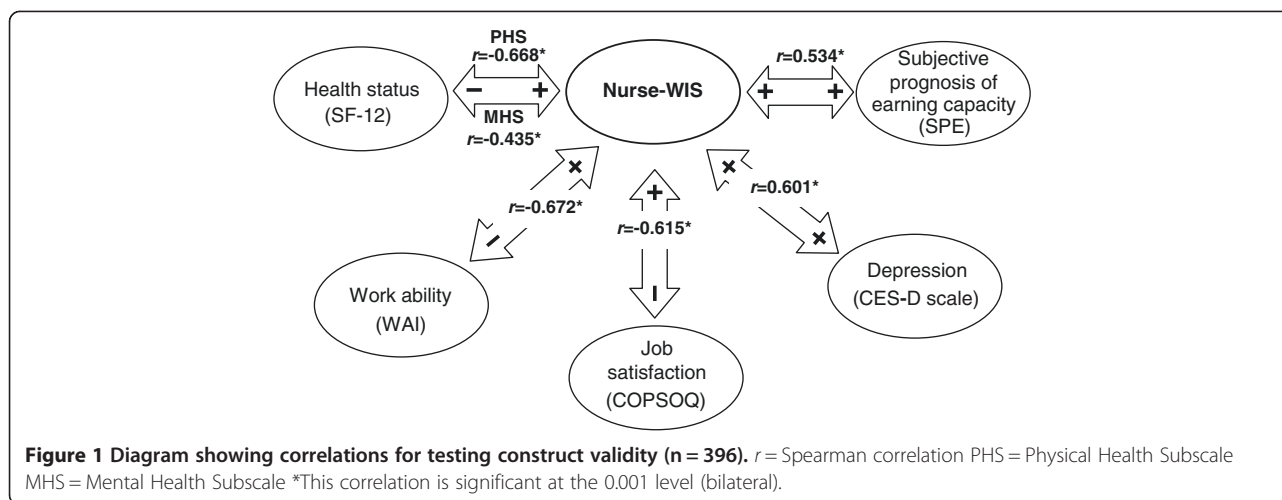 PHS
r=-0.668*
− +
MHS
r=-0.435*
Health status
(SF-12)
Nurse-WIS
r=0.534*
+ +
Subjective
prognosis of
earning capacity
(SPE)
+
r=-0.672*
−
Work ability
(WAI)
+
r=-0.615*
−
Job
satisfaction
(COPSOQ)
+
r=0.601*
+
Depression
(CES-D scale)
Figure 1 Diagram showing correlations for testing construct validity (n = 396). r = Spearman correlation PHS = Physical Health Subscale
MHS = Mental Health Subscale *This correlation is significant at the 0.001 level (bilateral).